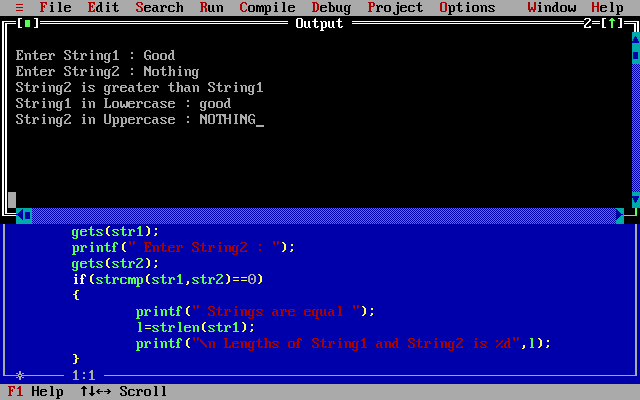 ≡ File Edit Search Run Compile Debug Project Options Window Help
[■] Output 2=[↑]
Enter String1 : Good
Enter String2 : Nothing
String2 is greater than String1
String1 in Lowercase : good
String2 in Uppercase : NOTHING_
gets(str1);
printf(" Enter String2 : ");
gets(str2);
if(strcmp(str1,str2)==0)
{
printf(" Strings are equal ");
l=strlen(str1);
printf("\n Lengths of String1 and String2 is %d",l);
}
* 1:1
F1 Help ↑↓↔ Scroll